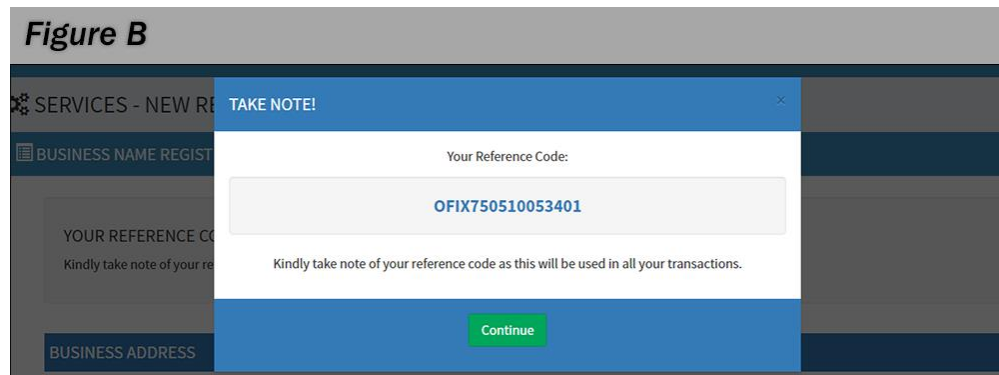 Figure B
SERVICES - NEW RE
TAKE NOTE!
×
BUSINESS NAME REGIST
Your Reference Code:
OFIX750510053401
YOUR REFERENCE CO
Kindly take note of your re
Kindly take note of your reference code as this will be used in all your transactions.
Continue
BUSINESS ADDRESS